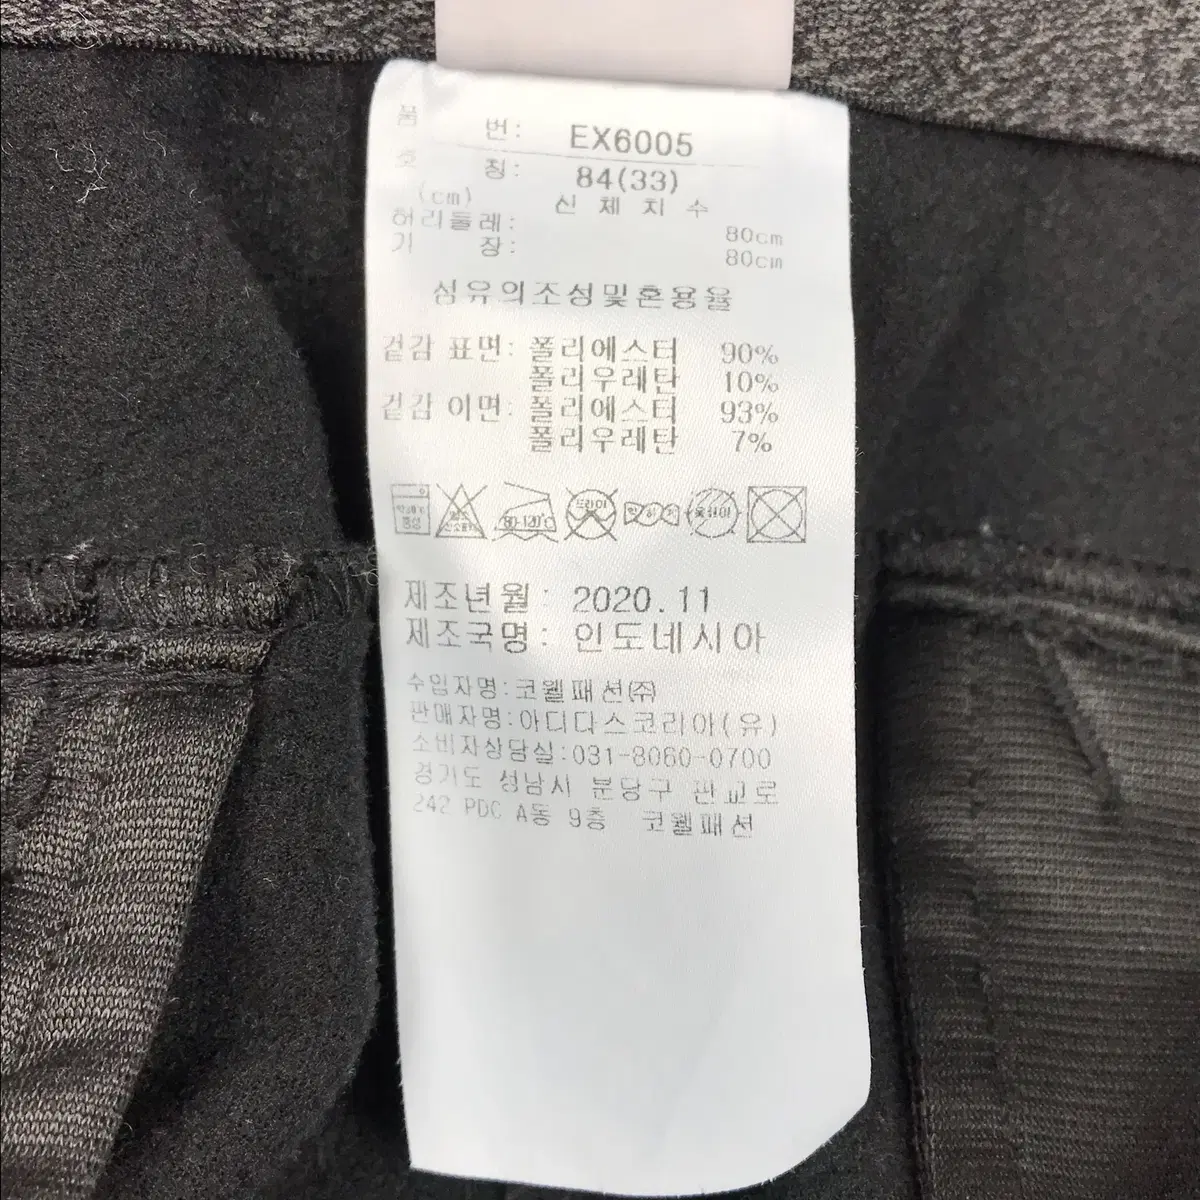 품 번: EX6005
호 칭: 84(33)
(cm) 신 체 치 수
허리둘레: 80cm
기 장: 80cm
섬유의조성및혼용율
겉감 표면: 폴리에스터 90%
폴리우레탄 10%
겉감 이면: 폴리에스터 93%
폴리우레탄 7%
80-120℃ 드라이
제조년월: 2020.11
제조국명: 인도네시아
수입자명:코웰패션㈜
판매자명:아디다스코리아(유)
소비자상담실:031-8060-0700
경기도 성남시 분당구 판교로
242 PDC A동 9층 코웰패션